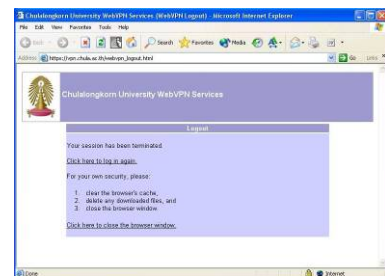 Chulalongkorn University WebVPN Services (WebVPN Logout) - Microsoft Internet Explorer
File Edit View Favorites Tools Help
Back Search Favorites Media
Address https://vpn.chula.ac.th/webvpn_logout.html Go Links
Chulalongkorn University WebVPN Services
Logout
Your session has been terminated.
Click here to log in again.
For your own security, please:
1. clear the browser's cache,
2. delete any downloaded files, and
3. close the browser window.
Click here to close the browser window.
Done Internet